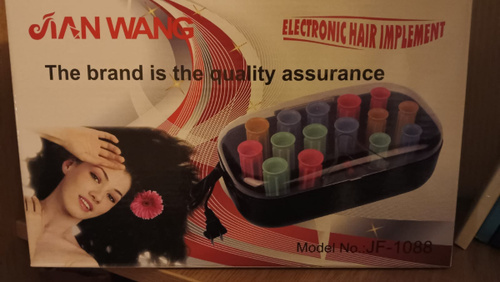 JIAN WANG
ELECTRONIC HAIR IMPLEMENT
The brand is the quality assurance
Model No.:JF-1088